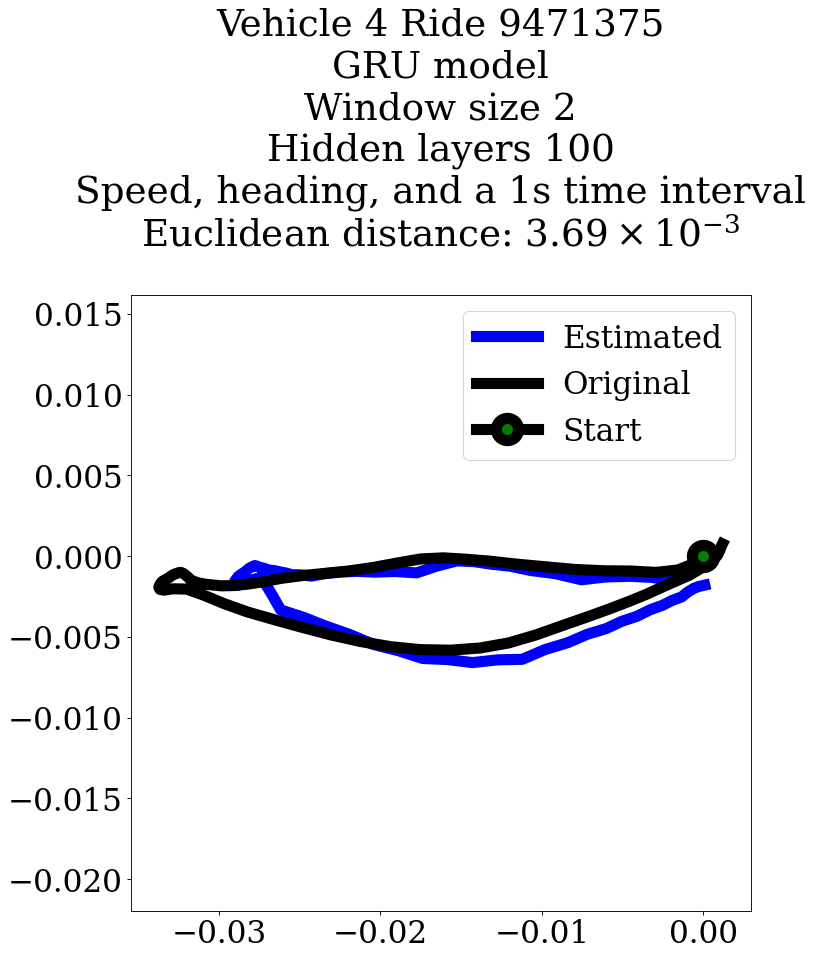 Vehicle 4 Ride 9471375
GRU model
Window size 2
Hidden layers 100
Speed, heading, and a 1s time interval
Euclidean distance: 3.69 × 10⁻³
0.015
0.010
0.005
0.000
−0.005
−0.010
−0.015
−0.020
Estimated
Original
Start
−0.03
−0.02
−0.01
0.00